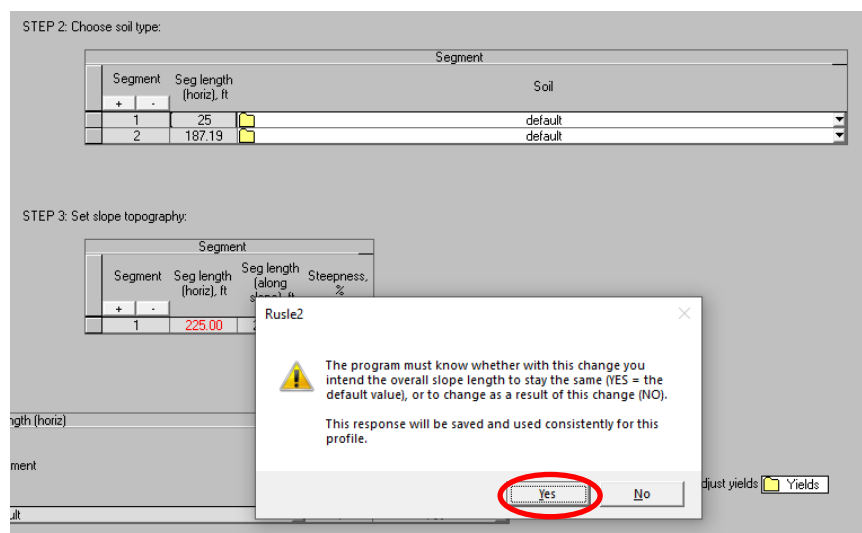 STEP 2: Choose soil type:
Segment
Segment Seg length (horiz), ft Soil
+ -
1 25 default
2 187.19 default
STEP 3: Set slope topography:
Segment
Segment Seg length (horiz), ft Seg length (along slope), ft Steepness, %
+ -
1 225.00 2
Rusle2
The program must know whether with this change you
intend the overall slope length to stay the same (YES = the
default value), or to change as a result of this change (NO).
This response will be saved and used consistently for this
profile.
Yes No
ngth (horiz)
ment
djust yields Yields
ult